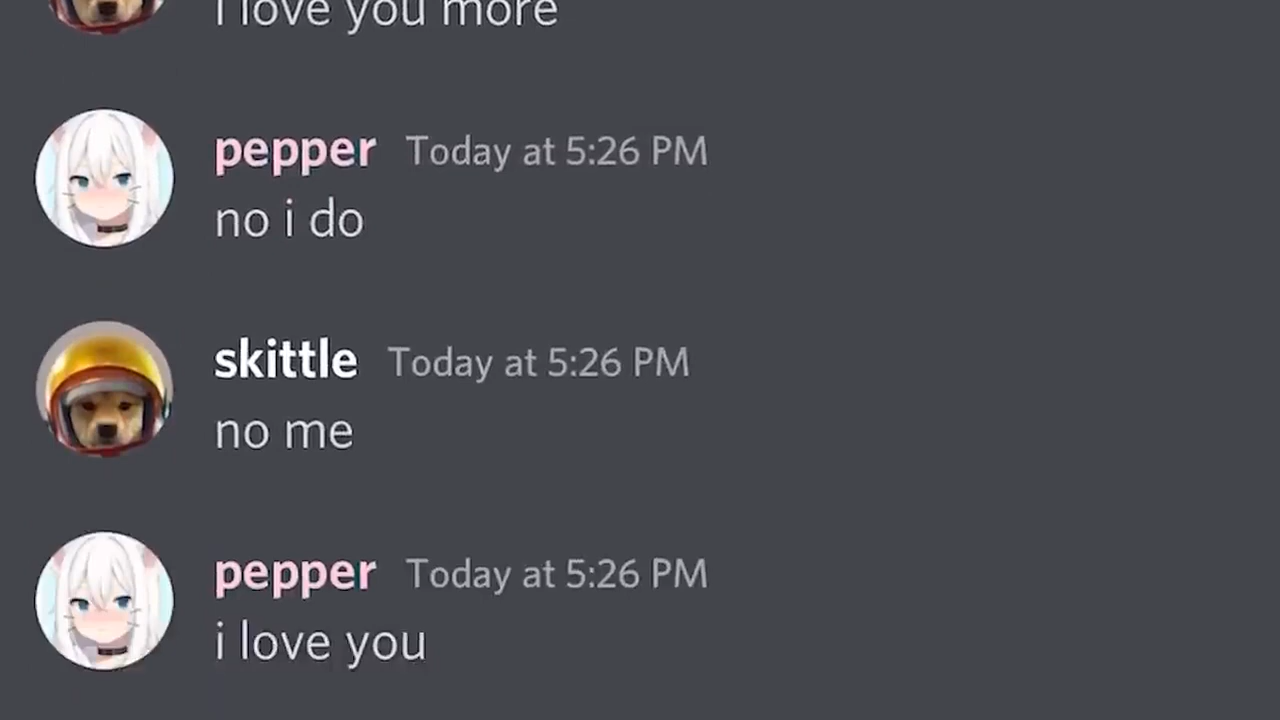 i love you more
pepper Today at 5:26 PM
no i do
skittle Today at 5:26 PM
no me
pepper Today at 5:26 PM
i love you